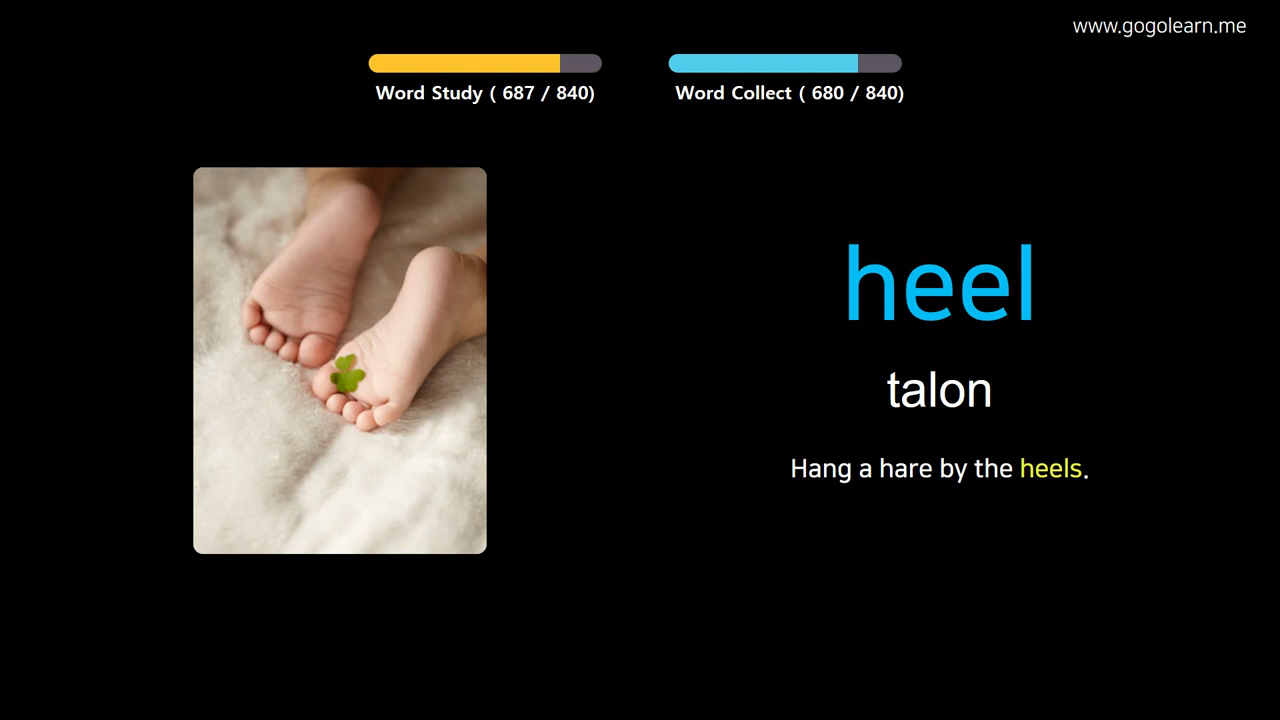 www.gogolearn.me
Word Study ( 687 / 840)
Word Collect ( 680 / 840)
heel
talon
Hang a hare by the heels.